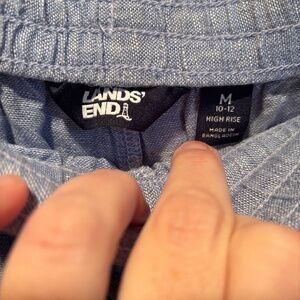 LANDS'
END
M
10-12
HIGH RISE
MADE IN
BANGLADESH